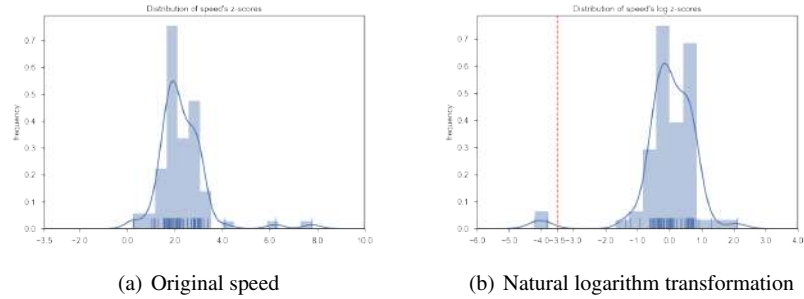 Distribution of speed's z-scores
Frequency
0.7
0.6
0.5
0.4
0.3
0.2
0.1
0.0
−3.5 0.0 2.0 4.0 6.0 8.0 10.0
(a) Original speed
Distribution of speed's log z-scores
Frequency
0.7
0.6
0.5
0.4
0.3
0.2
0.1
0.0
−6.0 −5.0 −4.0 −3.5 −3.0 −2.0 −1.0 0.0 1.0 2.0 3.0 4.0
(b) Natural logarithm transformation